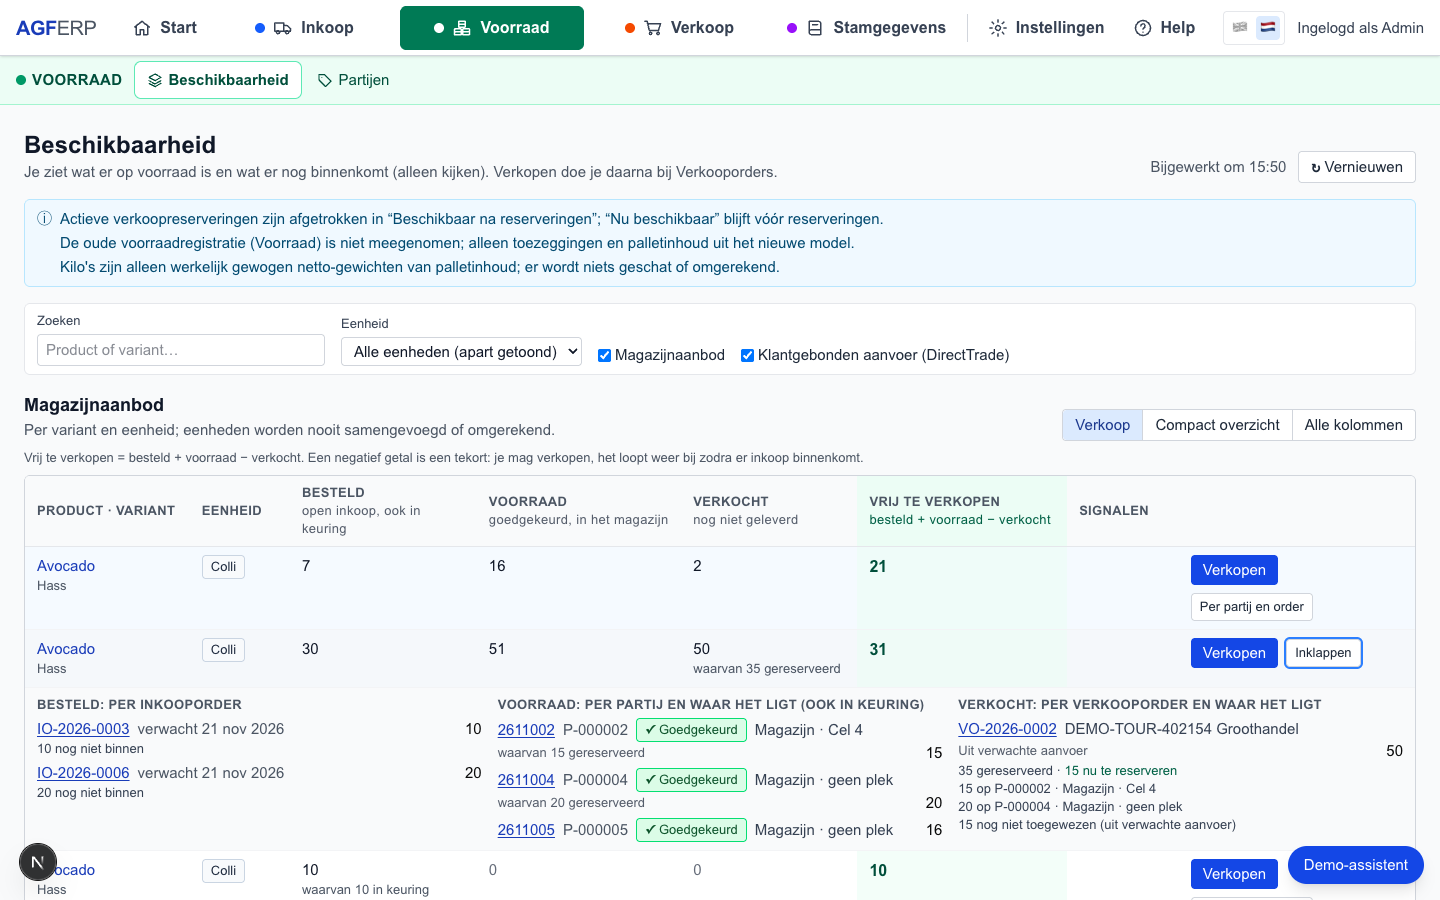 AGFERP
Start
Inkoop
Voorraad
Verkoop
Stamgegevens
Instellingen
Help
Ingelogd als Admin
VOORRAAD
Beschikbaarheid
Partijen
Beschikbaarheid
Je ziet wat er op voorraad is en wat er nog binnenkomt (alleen kijken). Verkopen doe je daarna bij Verkooporders.
Bijgewerkt om 15:50
↻ Vernieuwen
Actieve verkoopreserveringen zijn afgetrokken in “Beschikbaar na reserveringen”; “Nu beschikbaar” blijft vóór reserveringen.
De oude voorraadregistratie (Voorraad) is niet meegenomen; alleen toezeggingen en palletinhoud uit het nieuwe model.
Kilo's zijn alleen werkelijk gewogen netto-gewichten van palletinhoud; er wordt niets geschat of omgerekend.
Zoeken
Product of variant…
Eenheid
Alle eenheden (apart getoond)
Magazijnaanbod
Klantgebonden aanvoer (DirectTrade)
Magazijnaanbod
Per variant en eenheid; eenheden worden nooit samengevoegd of omgerekend.
Verkoop
Compact overzicht
Alle kolommen
Vrij te verkopen = besteld + voorraad − verkocht. Een negatief getal is een tekort: je mag verkopen, het loopt weer bij zodra er inkoop binnenkomt.
PRODUCT · VARIANT
EENHEID
BESTELD
open inkoop, ook in
keuring
VOORRAAD
goedgekeurd, in het magazijn
VERKOCHT
nog niet geleverd
VRIJ TE VERKOPEN
besteld + voorraad − verkocht
SIGNALEN
Avocado
Hass
Colli
7
16
2
21
Verkopen
Per partij en order
Avocado
Hass
Colli
30
51
50
waarvan 35 gereserveerd
31
Verkopen
Inklappen
BESTELD: PER INKOOPORDER
IO-2026-0003 verwacht 21 nov 2026
10
10 nog niet binnen
IO-2026-0006 verwacht 21 nov 2026
20
20 nog niet binnen
VOORRAAD: PER PARTIJ EN WAAR HET LIGT (OOK IN KEURING)
2611002 P-000002 ✓ Goedgekeurd Magazijn · Cel 4
waarvan 15 gereserveerd
15
2611004 P-000004 ✓ Goedgekeurd Magazijn · geen plek
waarvan 20 gereserveerd
20
2611005 P-000005 ✓ Goedgekeurd Magazijn · geen plek
16
VERKOCHT: PER VERKOOPORDER EN WAAR HET LIGT
VO-2026-0002 DEMO-TOUR-402154 Groothandel
Uit verwachte aanvoer
50
35 gereserveerd · 15 nu te reserveren
15 op P-000002 · Magazijn · Cel 4
20 op P-000004 · Magazijn · geen plek
15 nog niet toegewezen (uit verwachte aanvoer)
N
ocado
Hass
Colli
10
waarvan 10 in keuring
0
0
10
Verkopen
Demo-assistent